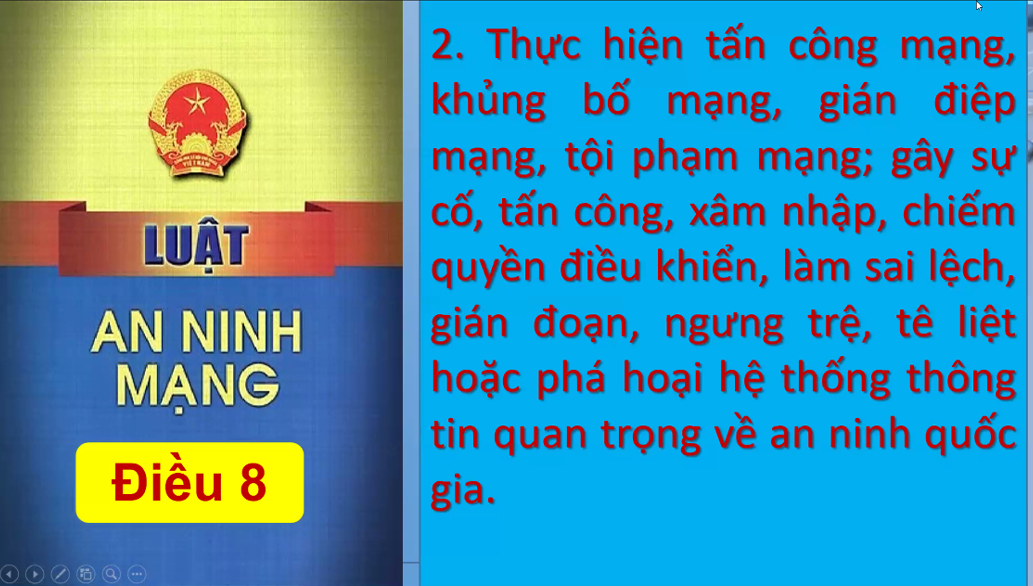 LUẬT
AN NINH
MẠNG
Điều 8
2. Thực hiện tấn công mạng,
khủng bố mạng, gián điệp
mạng, tội phạm mạng; gây sự
cố, tấn công, xâm nhập, chiếm
quyền điều khiển, làm sai lệch,
gián đoạn, ngưng trệ, tê liệt
hoặc phá hoại hệ thống thông
tin quan trọng về an ninh quốc
gia.